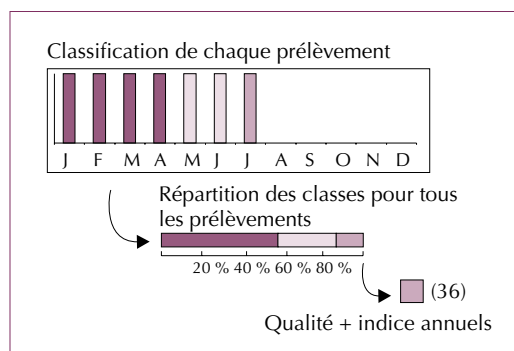 Classification de chaque prélèvement
J F M A M J J A S O N D
Répartition des classes pour tous
les prélèvements
20 % 40 % 60 % 80 %
(36)
Qualité + indice annuels